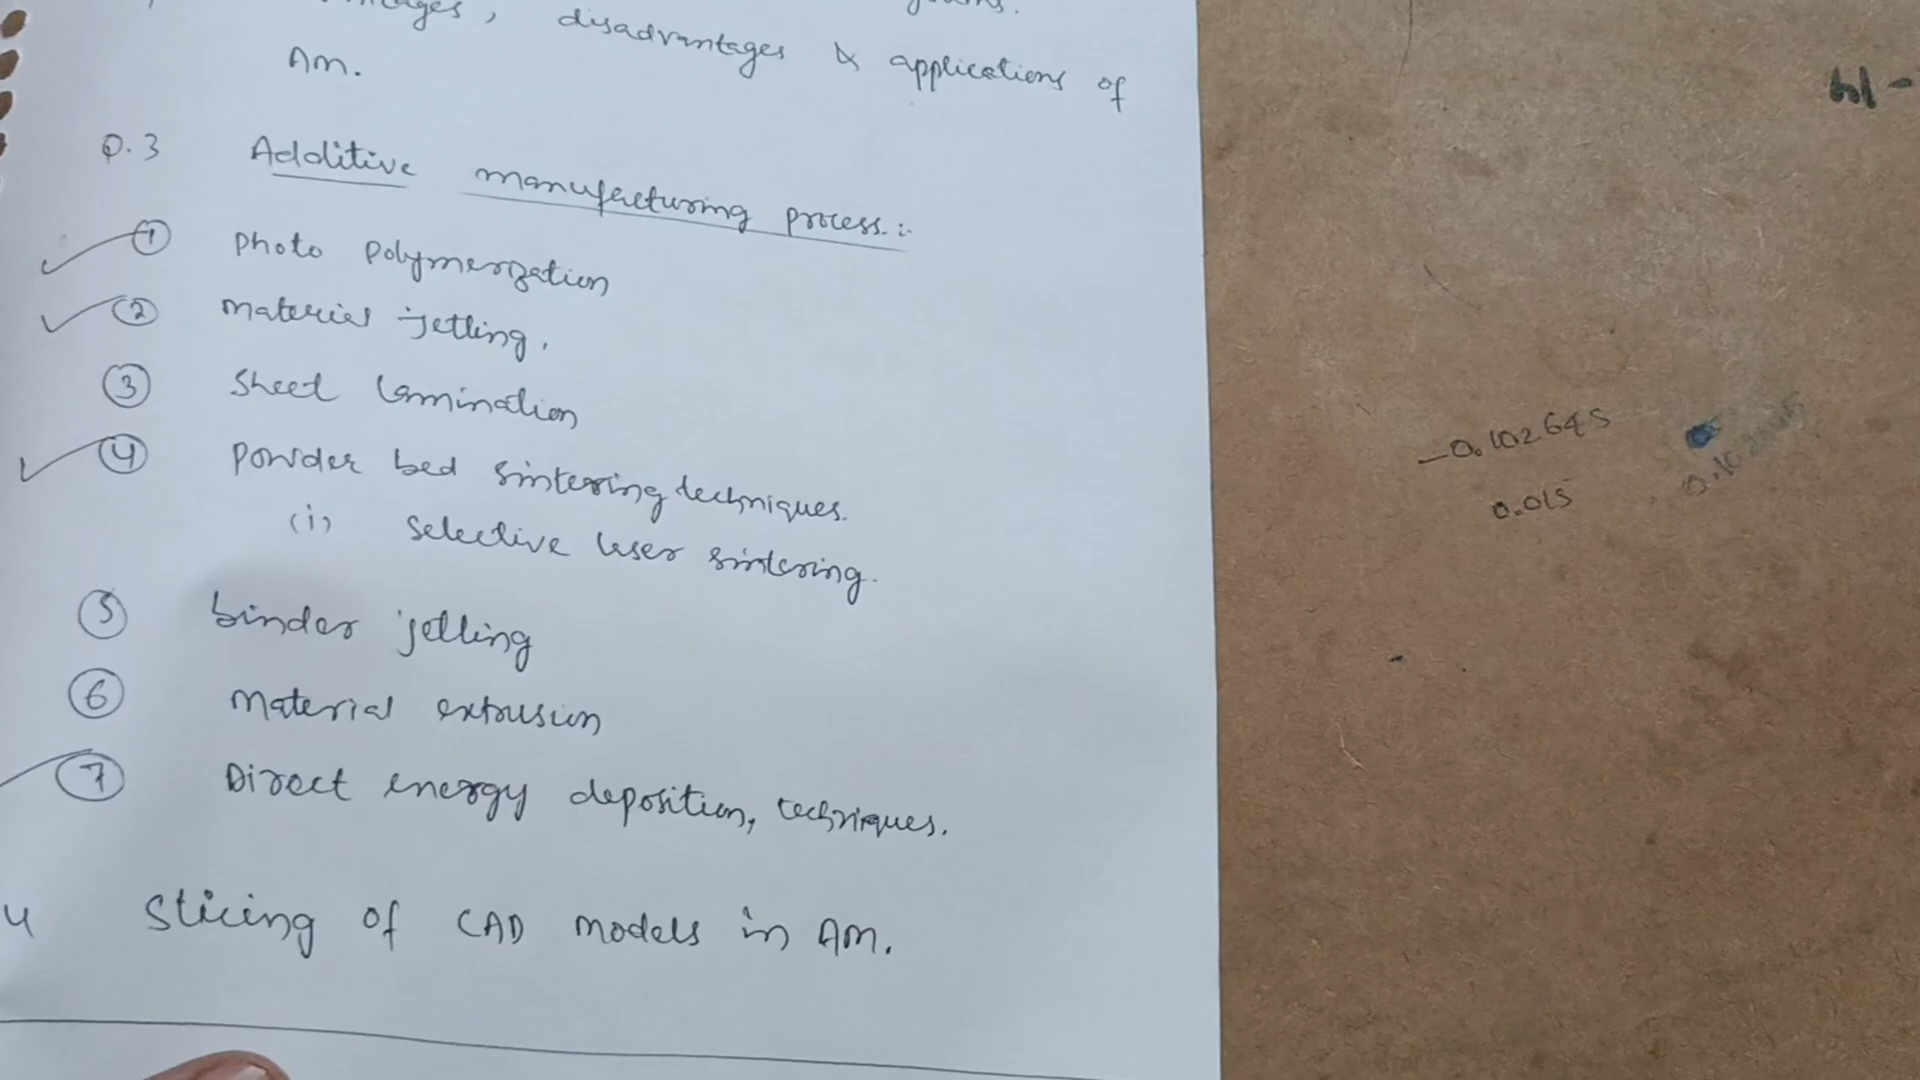 disadvantages & applications of
AM.
Q.3 Additive manufacturing process:-
① Photo Polymerization
② Material jetting.
③ Sheet lamination
④ Powder bed sintering techniques.
(i) Selective laser sintering.
⑤ binder jetting
⑥ Material extrusion
⑦ Direct energy deposition, techniques.
4 Slicing of CAD models in AM.
-0.102645
0.015